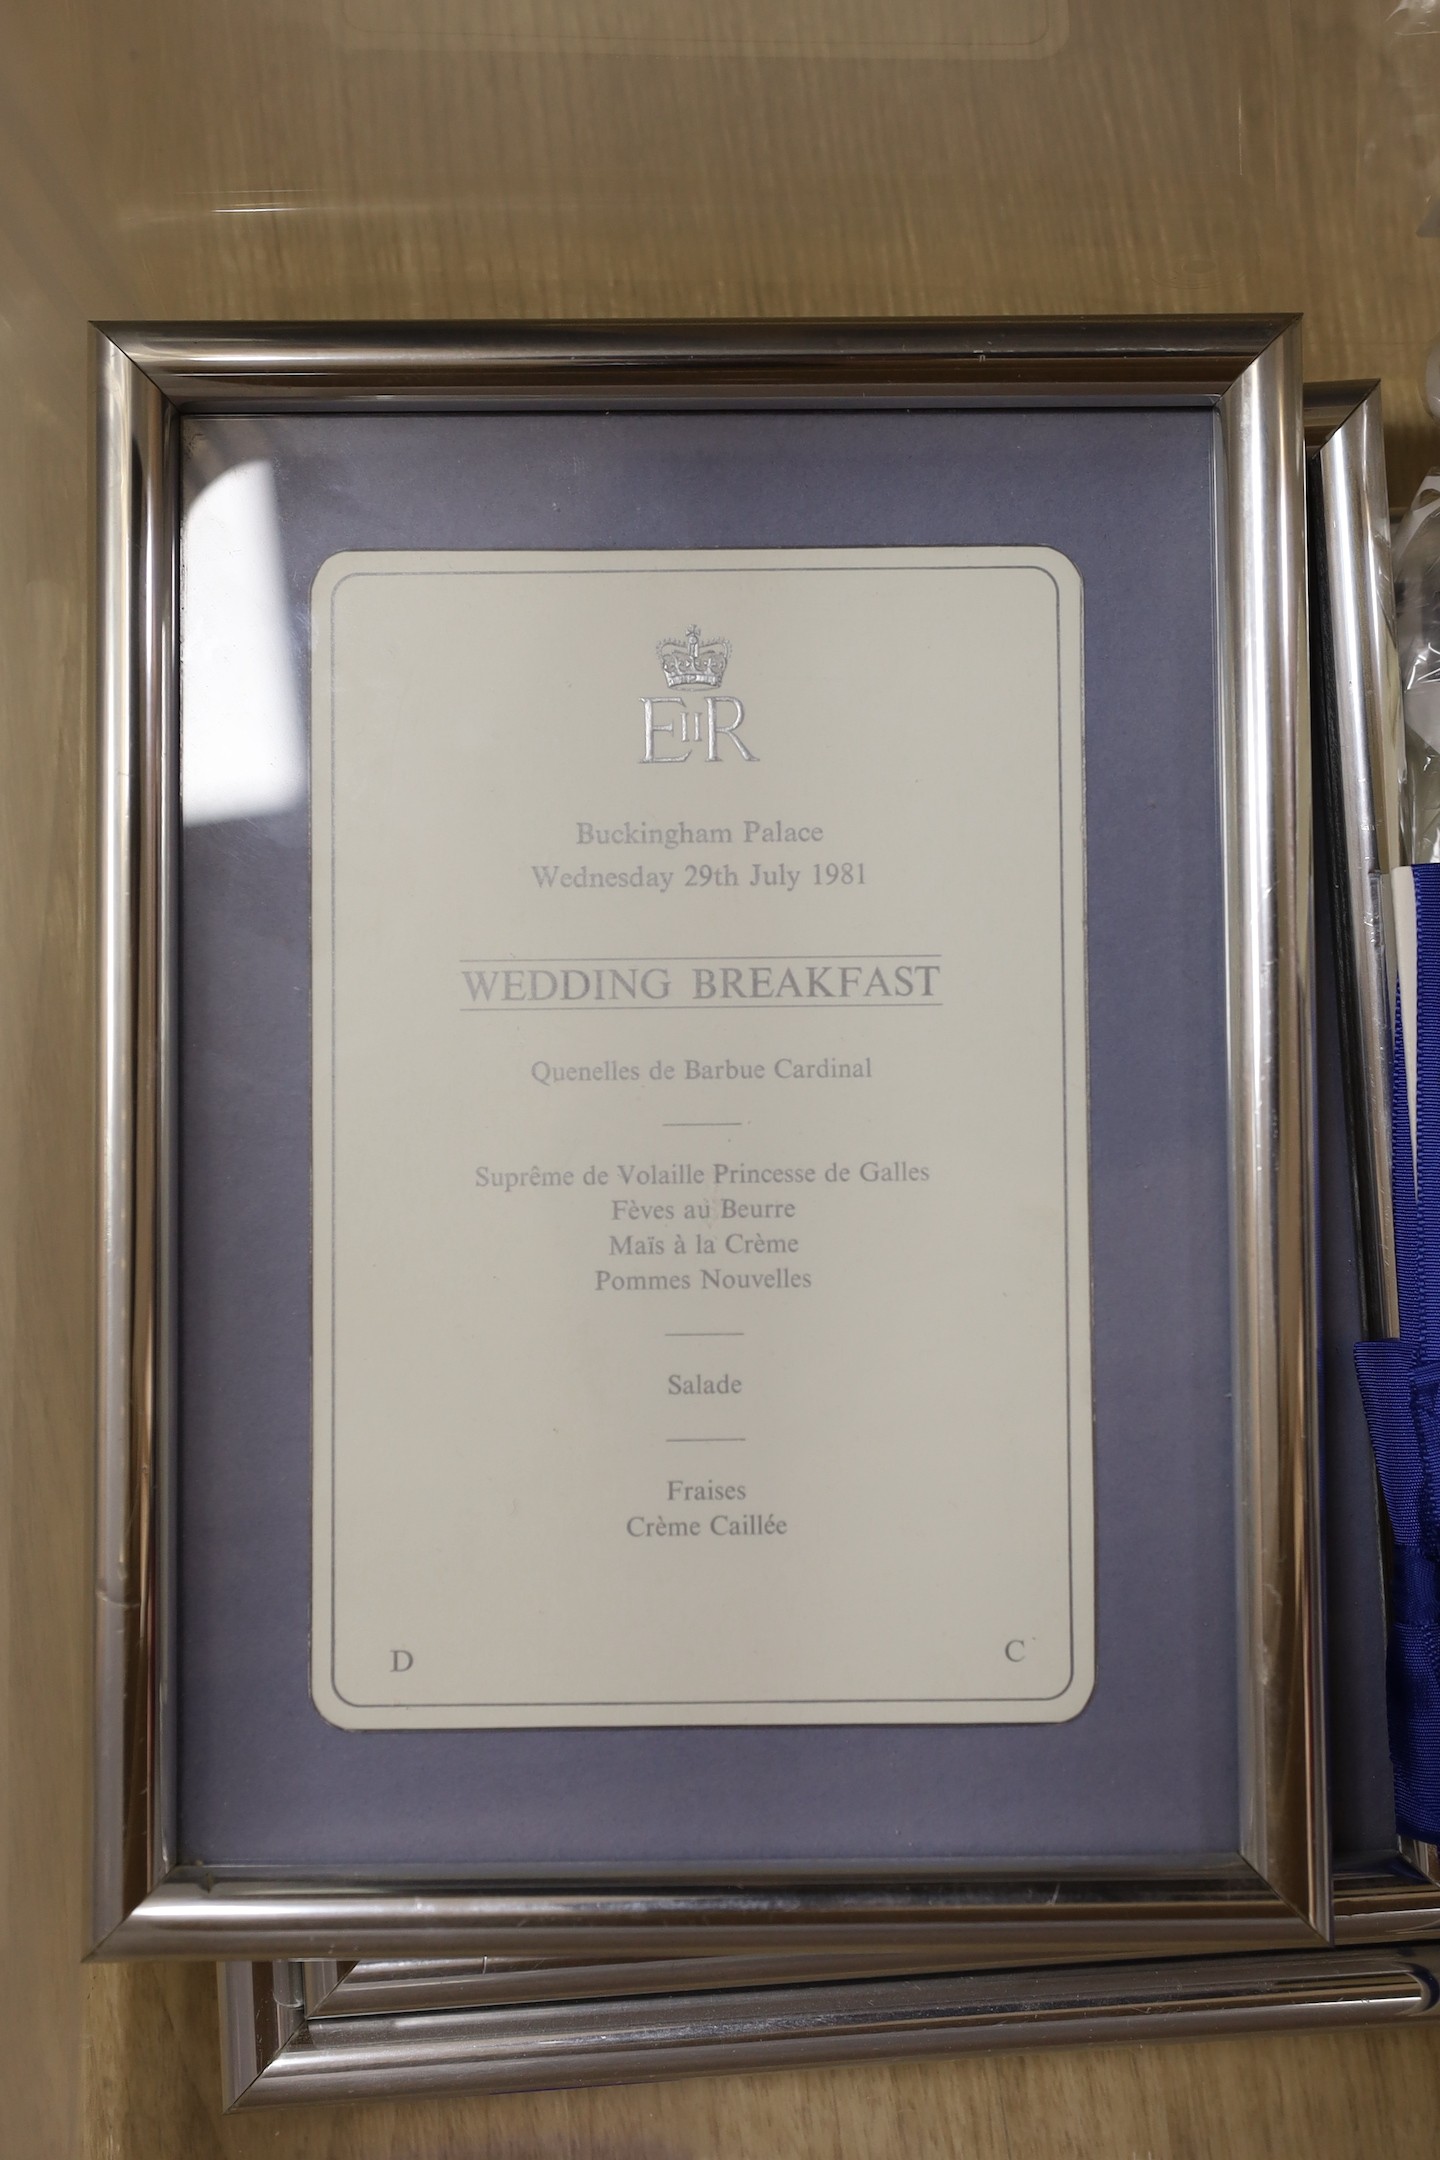 EIIR
Buckingham Palace
Wednesday 29th July 1981
WEDDING BREAKFAST
Quenelles de Barbue Cardinal
Suprême de Volaille Princesse de Galles
Fèves au Beurre
Maïs à la Crème
Pommes Nouvelles
Salade
Fraises
Crème Caillée
D C